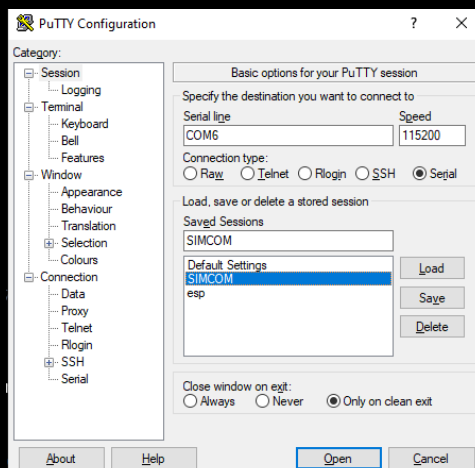 PuTTY Configuration ? ×
Category:
Session
Logging
Terminal
Keyboard
Bell
Features
Window
Appearance
Behaviour
Translation
Selection
Colours
Connection
Data
Proxy
Telnet
Rlogin
SSH
Serial
Basic options for your PuTTY session
Specify the destination you want to connect to
Serial line Speed
COM6 115200
Connection type:
Raw Telnet Rlogin SSH Serial
Load, save or delete a stored session
Saved Sessions
SIMCOM
Default Settings
SIMCOM
esp
Load
Save
Delete
Close window on exit:
Always Never Only on clean exit
About Help Open Cancel